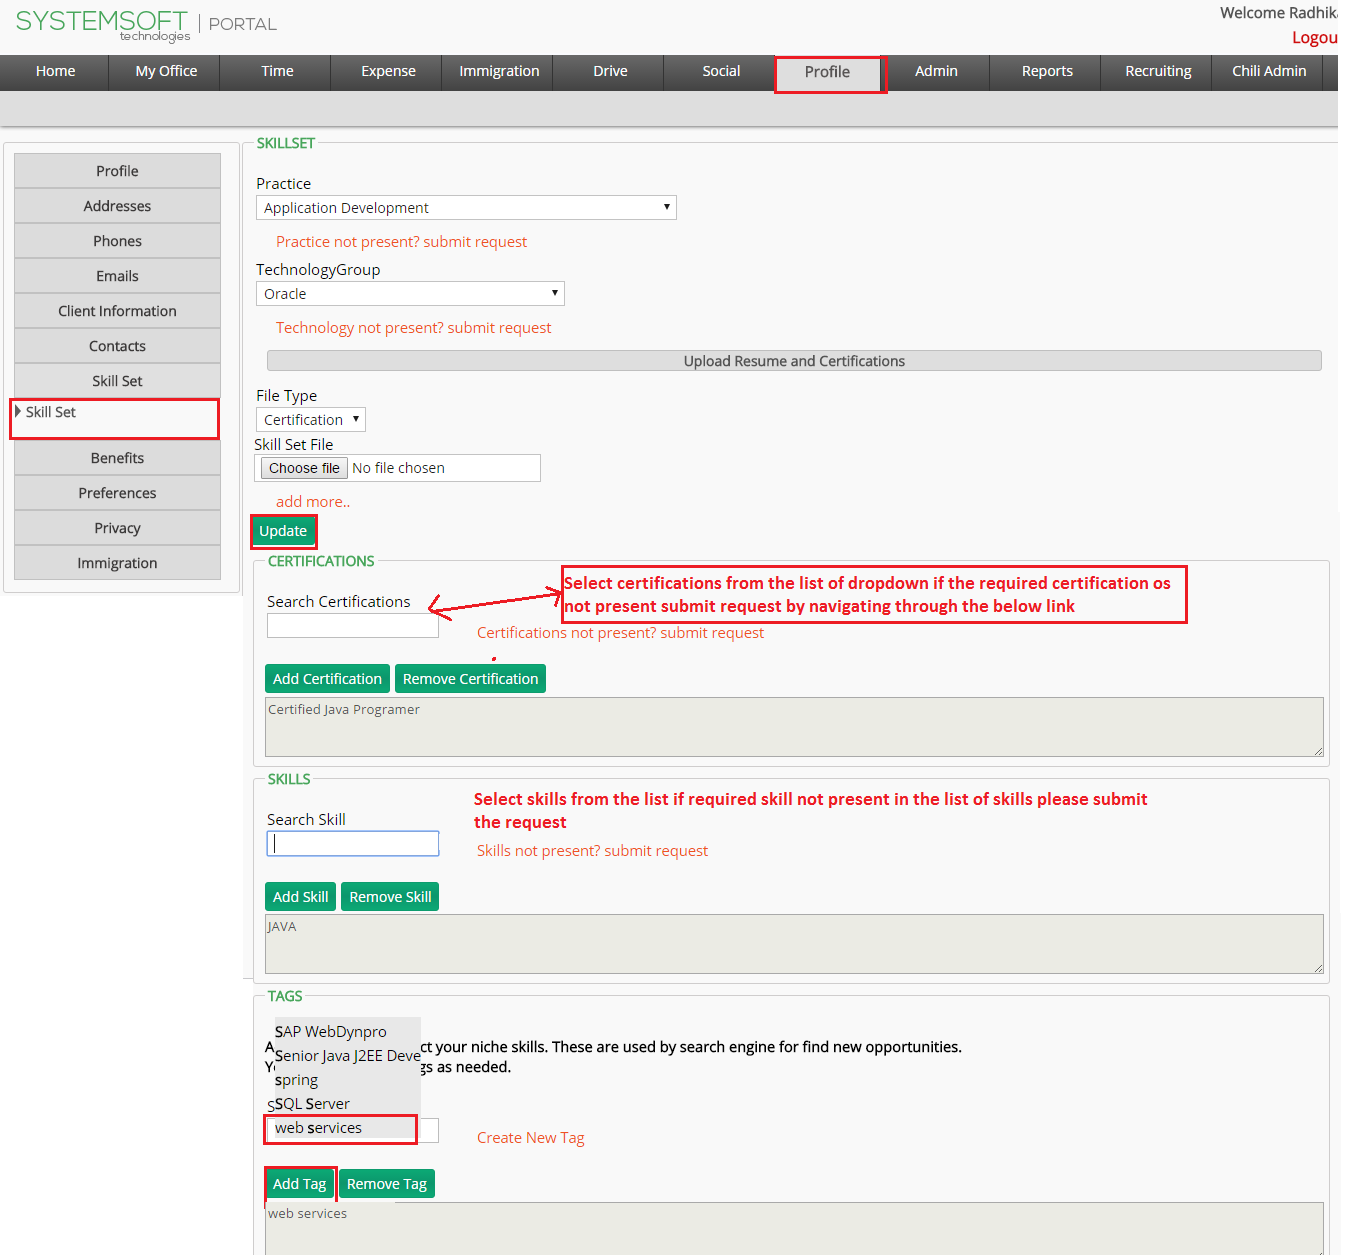 SYSTEMSOFT
technologies
PORTAL
Welcome Radhika
Logou
Home My Office Time Expense Immigration Drive Social Profile Admin Reports Recruiting Chili Admin
Profile
Addresses
Phones
Emails
Client Information
Contacts
Skill Set
Skill Set
Benefits
Preferences
Privacy
Immigration
SKILLSET
Practice
Application Development
Practice not present? submit request
TechnologyGroup
Oracle
Technology not present? submit request
Upload Resume and Certifications
File Type
Certification
Skill Set File
Choose file No file chosen
add more..
Update
CERTIFICATIONS
Select certifications from the list of dropdown if the required certification os
not present submit request by navigating through the below link
Search Certifications
Certifications not present? submit request
Add Certification Remove Certification
Certified Java Programer
SKILLS
Select skills from the list if required skill not present in the list of skills please submit
the request
Search Skill
Skills not present? submit request
Add Skill Remove Skill
JAVA
TAGS
SAP WebDynpro
ct your niche skills. These are used by search engine for find new opportunities.
Senior Java J2EE Deve
gs as needed.
spring
SQL Server
web services
Create New Tag
Add Tag Remove Tag
web services